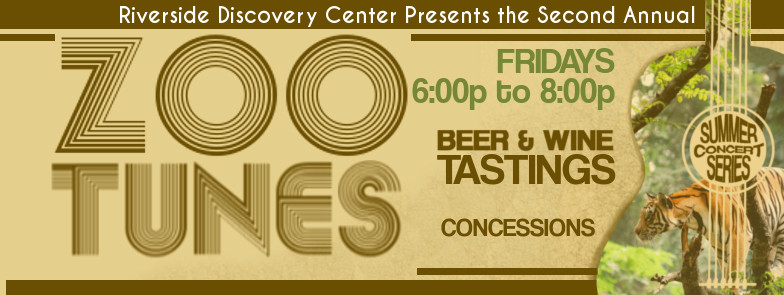 Riverside Discovery Center Presents the Second Annual
ZOO
TUNES
FRIDAYS
6:00p to 8:00p
BEER & WINE
TASTINGS
CONCESSIONS
SUMMER
CONCERT
SERIES